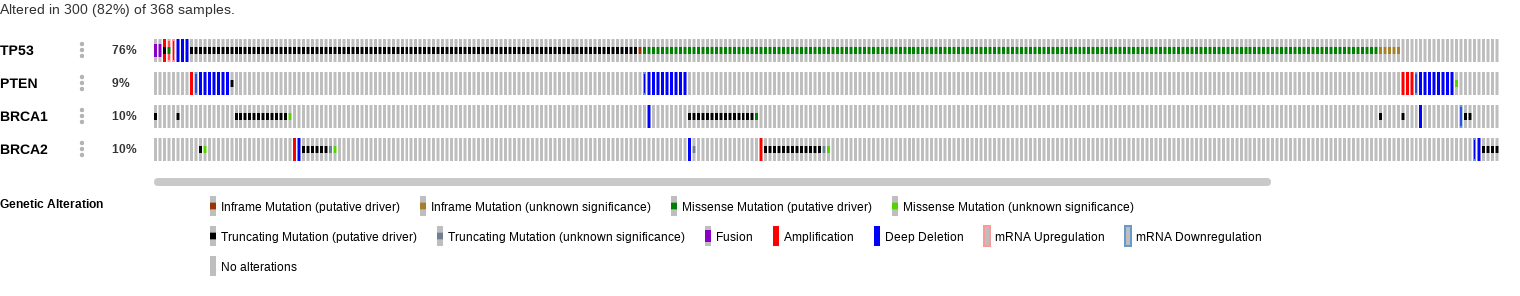 Altered in 300 (82%) of 368 samples.
TP53 76%
PTEN 9%
BRCA1 10%
BRCA2 10%
Genetic Alteration Inframe Mutation (putative driver) Inframe Mutation (unknown significance) Missense Mutation (putative driver) Missense Mutation (unknown significance)
Truncating Mutation (putative driver) Truncating Mutation (unknown significance) Fusion Amplification Deep Deletion mRNA Upregulation mRNA Downregulation
No alterations